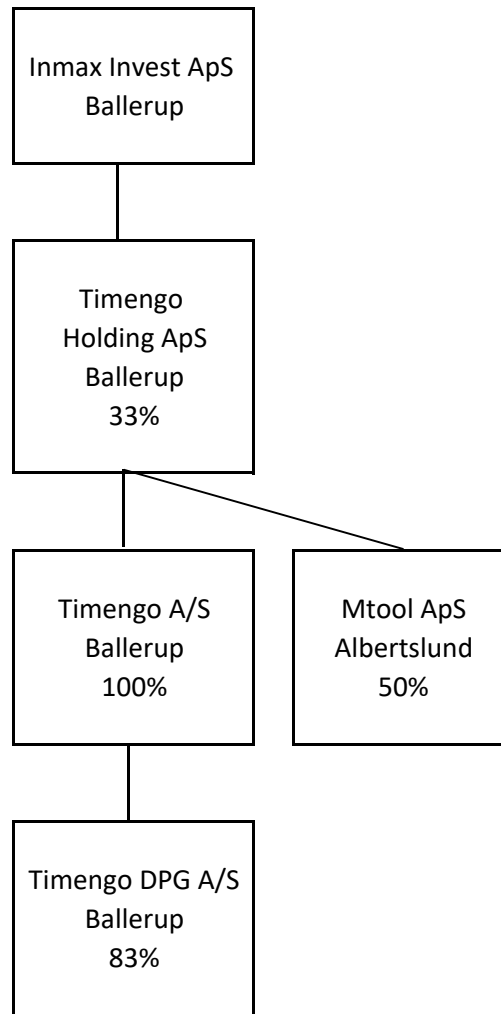 Inmax Invest ApS
Ballerup
Timengo
Holding ApS
Ballerup
33%
Timengo A/S
Ballerup
100%
Mtool ApS
Albertslund
50%
Timengo DPG A/S
Ballerup
83%